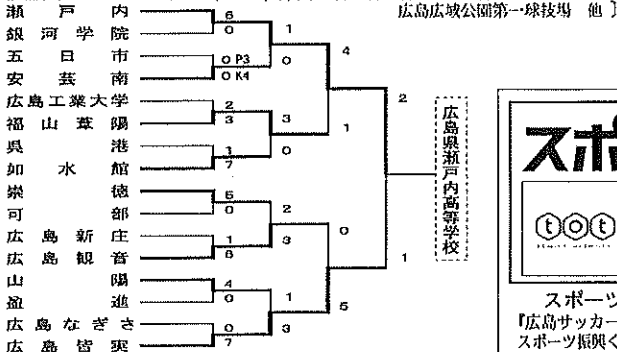 広島広域公園第一球技場 他
瀬戸内 6
銀河学院 0
1
五日市 0 P3
0
安芸南 0 K4
4
広島工業大学 2
福山葉陽 3
3
呉港 1
0
如水館 7
1
2
広島県瀬戸内高等学校
崇徳 5
可部 0
2
広島新庄 1
3
広島観音 6
0
1
山陽 4
盈進 0
1
広島なぎさ 0
3
広島皆実 7
5
スポ
toto
スポーツ
『広島サッカー
スポーツ振興く